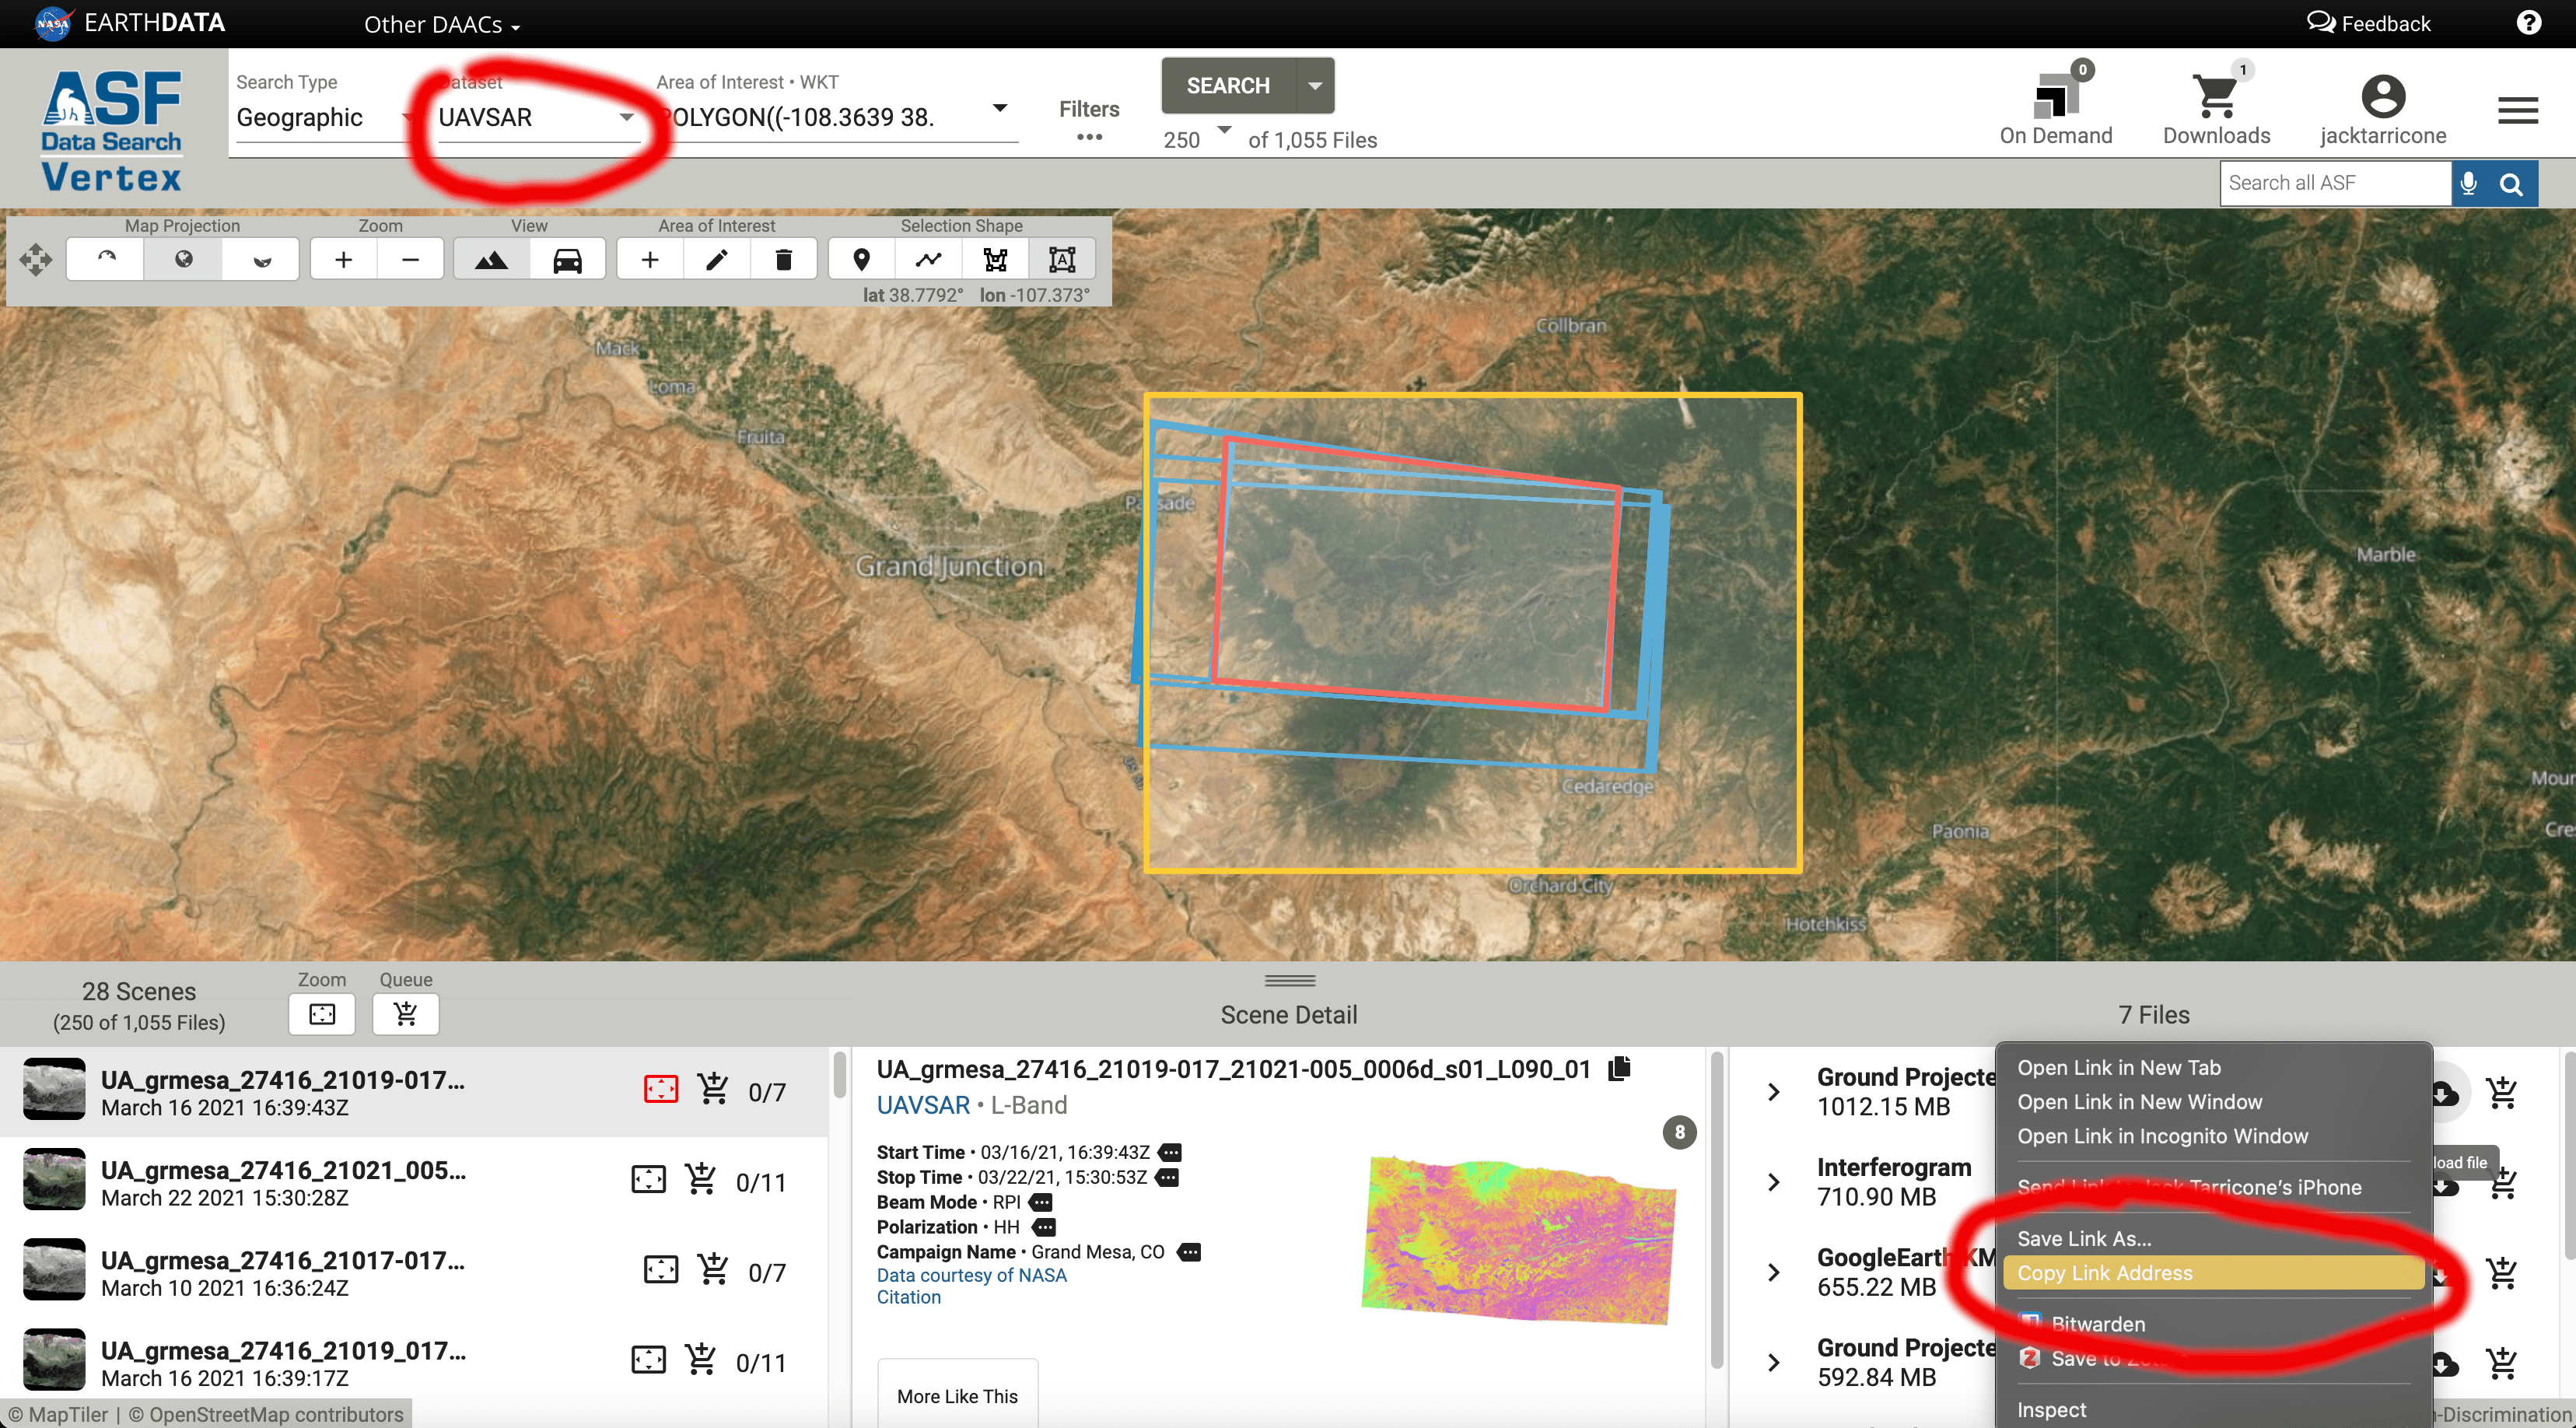 NASA EARTHDATA Other DAACs Feedback ?
ASF
Data Search
Vertex
Search Type
Geographic
Dataset
UAVSAR
Area of Interest • WKT
POLYGON((-108.3639 38.
Filters
SEARCH
250 of 1,055 Files
0
On Demand
1
Downloads
jacktarricone
Search all ASF
Map Projection Zoom View Area of Interest Selection Shape
A
lat 38.7792° lon -107.373°
Collbran
Mack
Loma
Fruita
Palisade
Grand Junction
Marble
Cedaredge
Paonia
Orchard City
Hotchkiss
Moun
Cre
28 Scenes
(250 of 1,055 Files)
Zoom Queue
Scene Detail
7 Files
UA_grmesa_27416_21019-017...
March 16 2021 16:39:43Z
0/7
UA_grmesa_27416_21021_005...
March 22 2021 15:30:28Z
0/11
UA_grmesa_27416_21017-017...
March 10 2021 16:36:24Z
0/7
UA_grmesa_27416_21019_017...
March 16 2021 16:39:17Z
0/11
© MapTiler | © OpenStreetMap contributors
UA_grmesa_27416_21019-017_21021-005_0006d_s01_L090_01
UAVSAR • L-Band
8
Start Time • 03/16/21, 16:39:43Z
Stop Time • 03/22/21, 15:30:53Z
Beam Mode • RPI
Polarization • HH
Campaign Name • Grand Mesa, CO
Data courtesy of NASA
Citation
More Like This
Ground Projecte
1012.15 MB
Interferogram
710.90 MB
GoogleEarth KM
655.22 MB
Ground Projecte
592.84 MB
Open Link in New Tab
Open Link in New Window
Open Link in Incognito Window
Send Link to Jack Tarricone's iPhone
Save Link As...
Copy Link Address
Bitwarden
Save to Zot
Inspect
load file
n-Discrimination